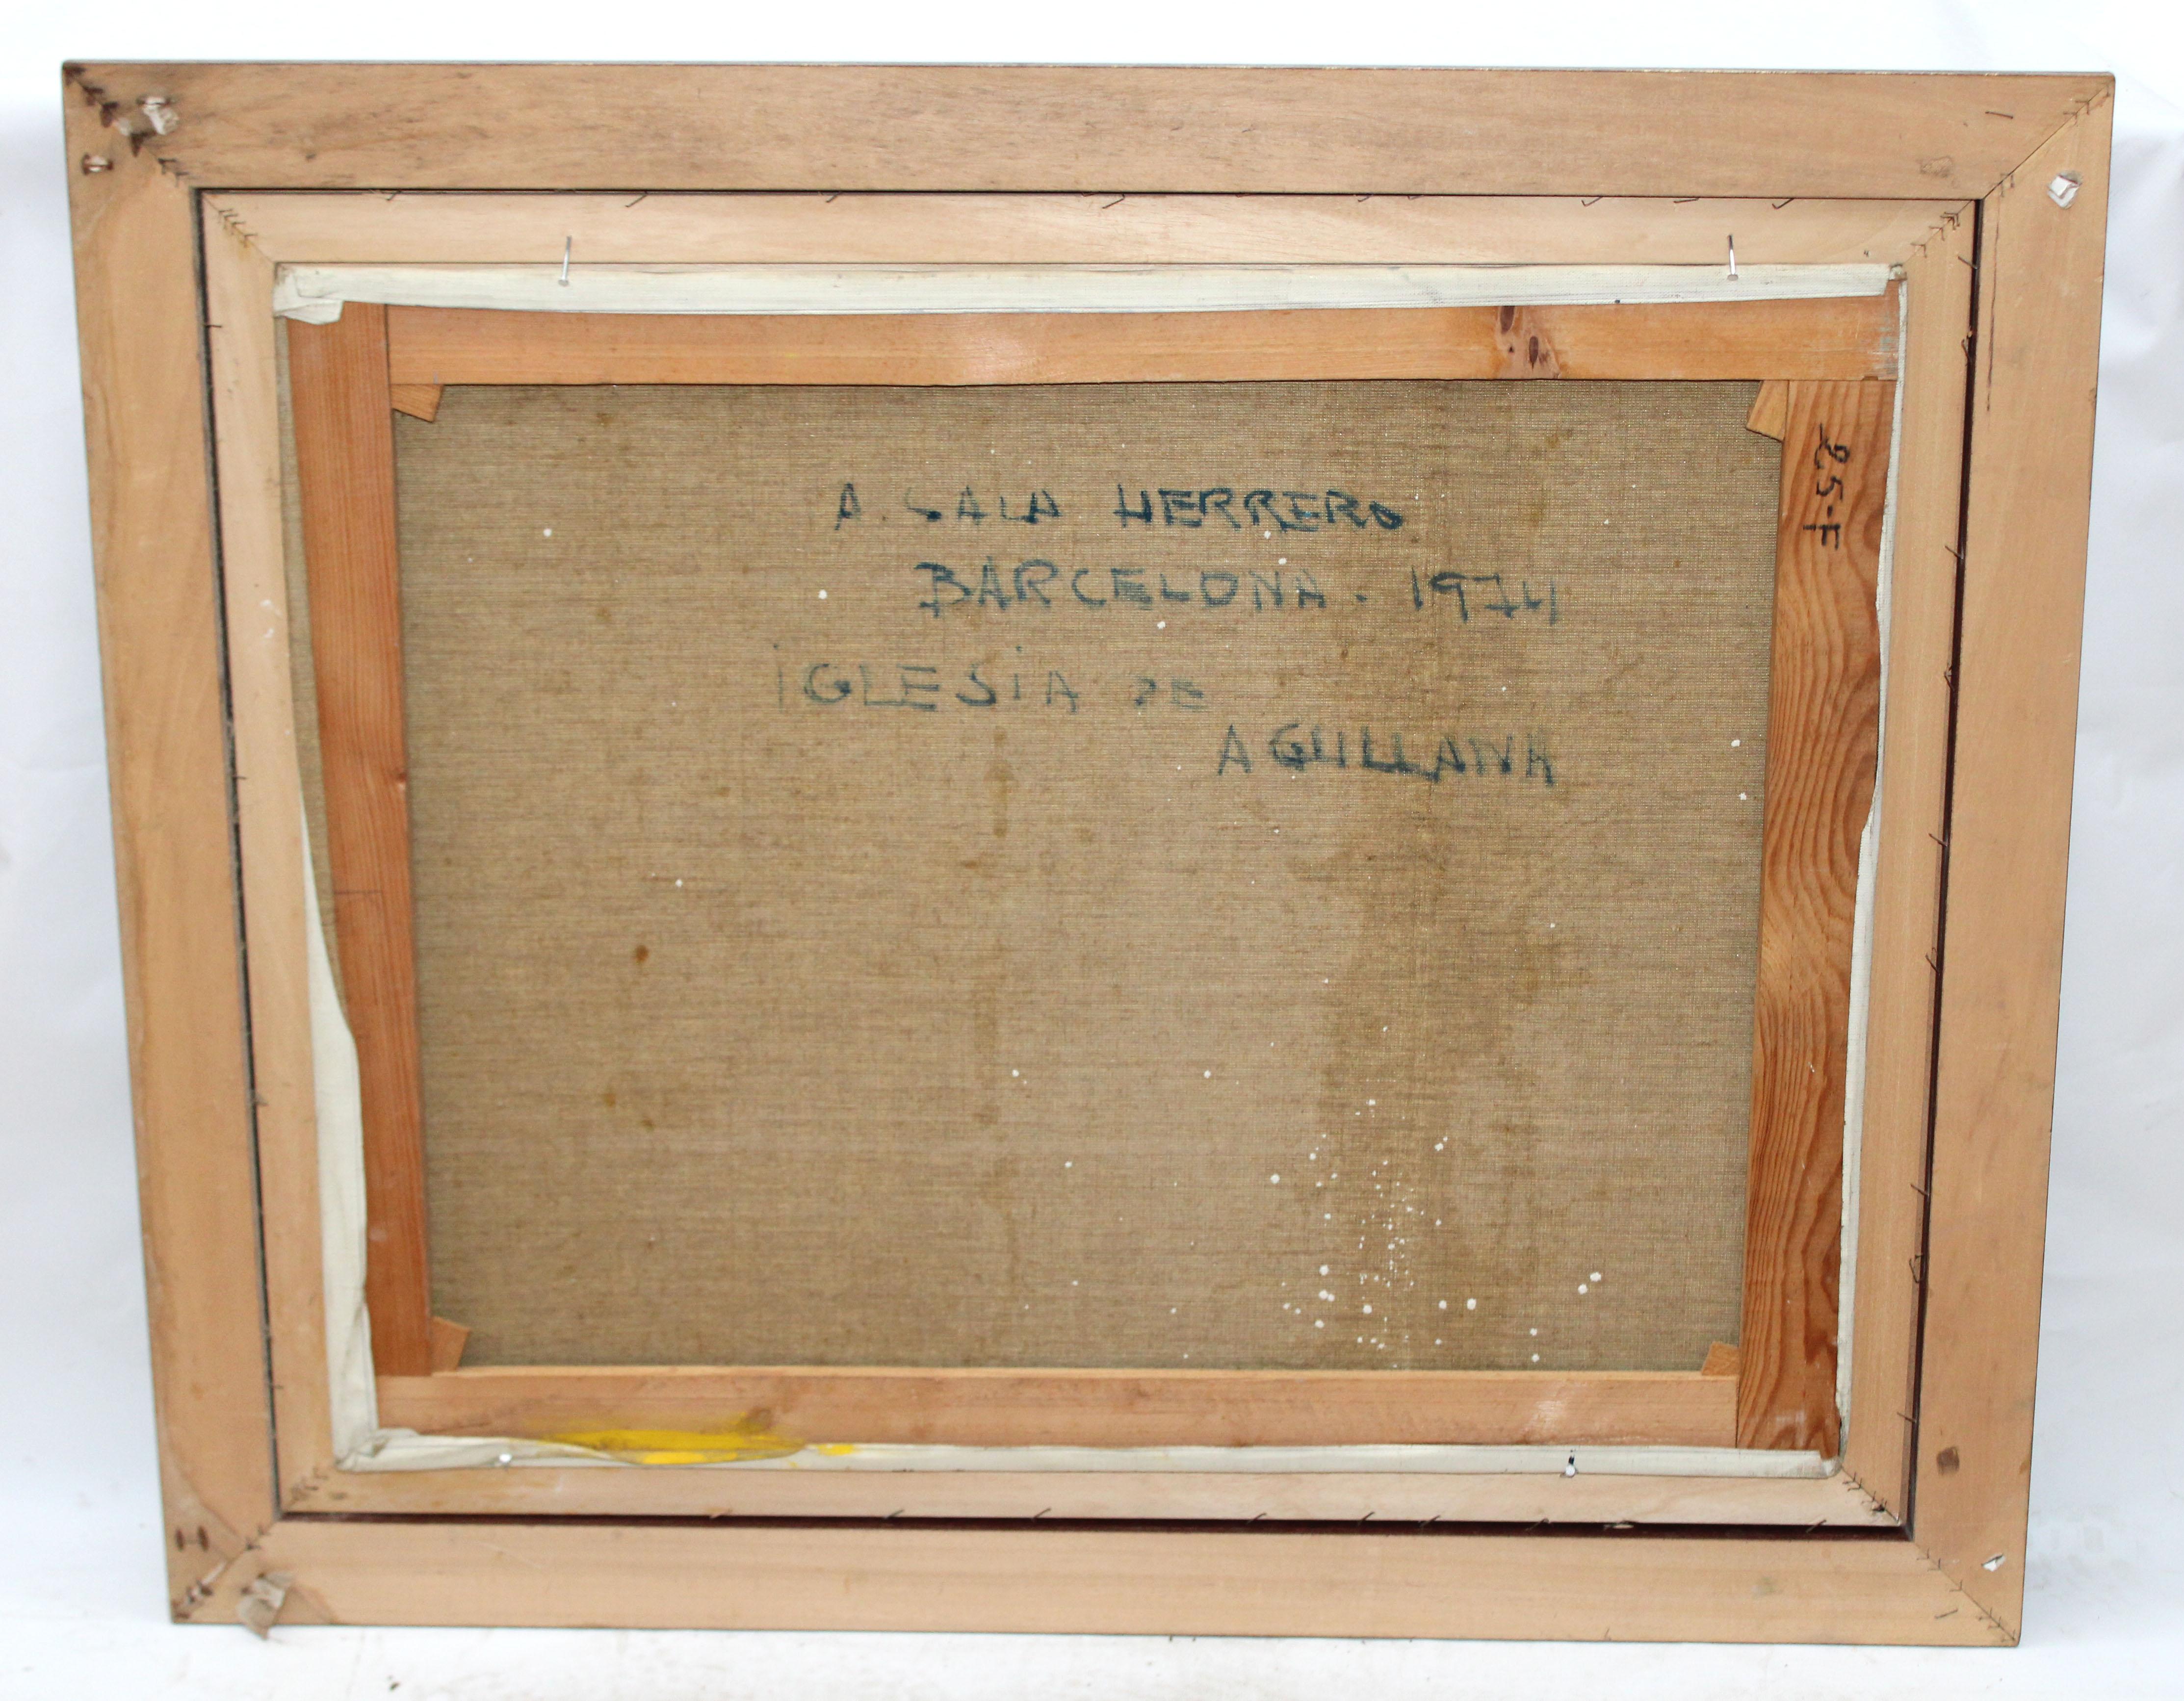 A. SALA HERRERO
BARCELONA. 1974
IGLESIA DE
AGULLANA
25-F